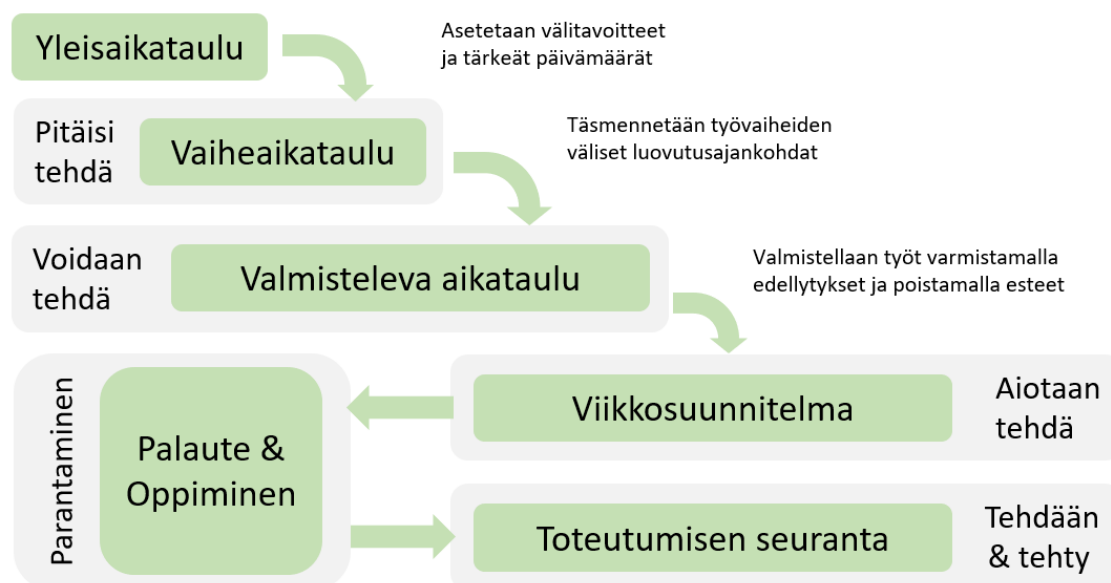 Yleisaikataulu
Asetetaan välitavoitteet
ja tärkeät päivämäärät
Pitäisi
tehdä
Vaiheaikataulu
Täsmennetään työvaiheiden
väliset luovutusajankohdat
Voidaan
tehdä
Valmisteleva aikataulu
Valmistellaan työt varmistamalla
edellytykset ja poistamalla esteet
Parantaminen
Palaute &
Oppiminen
Viikkosuunnitelma
Aiotaan
tehdä
Toteutumisen seuranta
Tehdään
& tehty